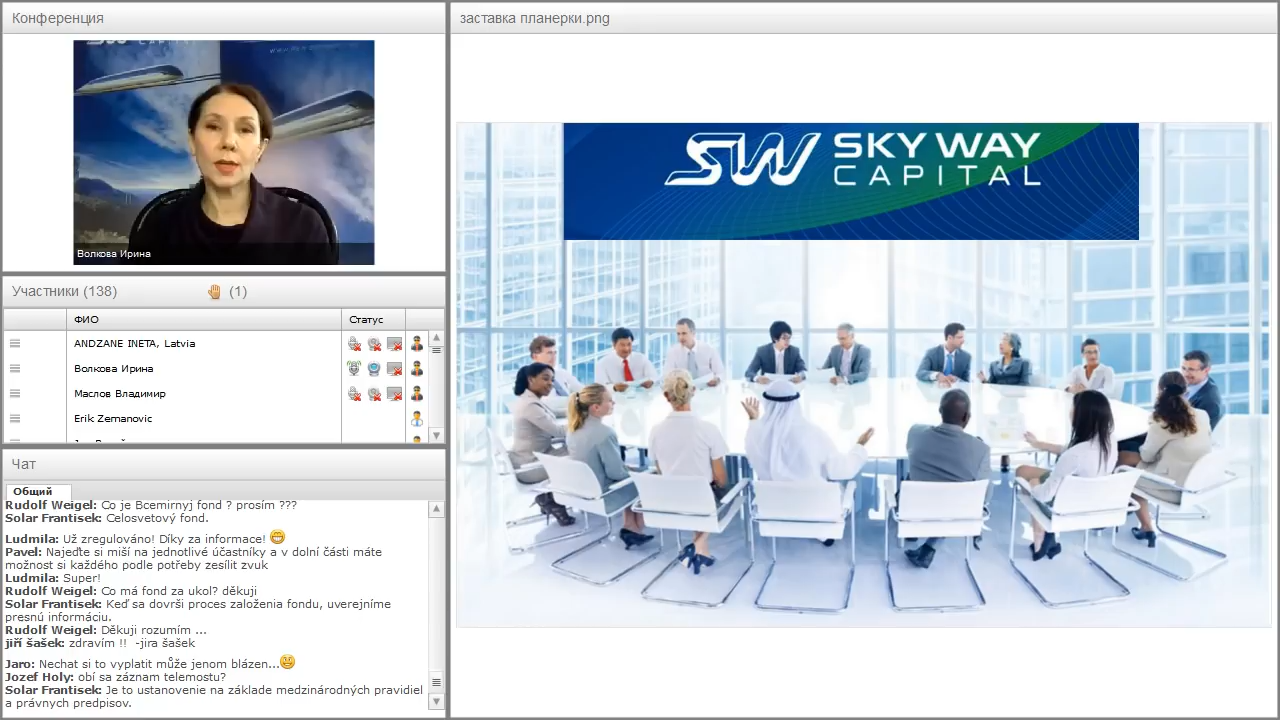 Конференция
Волкова Ирина
Участники (138) (1)
ФИО Статус
ANDZANE INETA, Latvia
Волкова Ирина
Маслов Владимир
Erik Zemanovic
Чат
Общий
Rudolf Weigel: Co je Bcемirnyj fond ? prosím ???
Solar Frantisek: Celosvetový fond.
Ludmila: Už zregulováno! Díky za informace!
Pavel: Najeďte si miší na jednotlivé účastníky a v dolní části máte
možnost si každého podle potřeby zesílit zvuk
Ludmila: Super!
Rudolf Weigel: Co má fond za ukol? děkuji
Solar Frantisek: Keď sa dovrši proces založenia fondu, uverejníme
presnú informáciu.
Rudolf Weigel: Děkuji rozumím ...
jiří šašek: zdravím !! -jira šašek
Jaro: Nechat si to vyplatit může jenom blázen...
Jozef Holy: obí sa záznam telemostu?
Solar Frantisek: Je to ustanovenie na základe medzinárodných pravidiel
a právnych predpisov.
заставка планерки.png
SW SKY WAY
CAPITAL